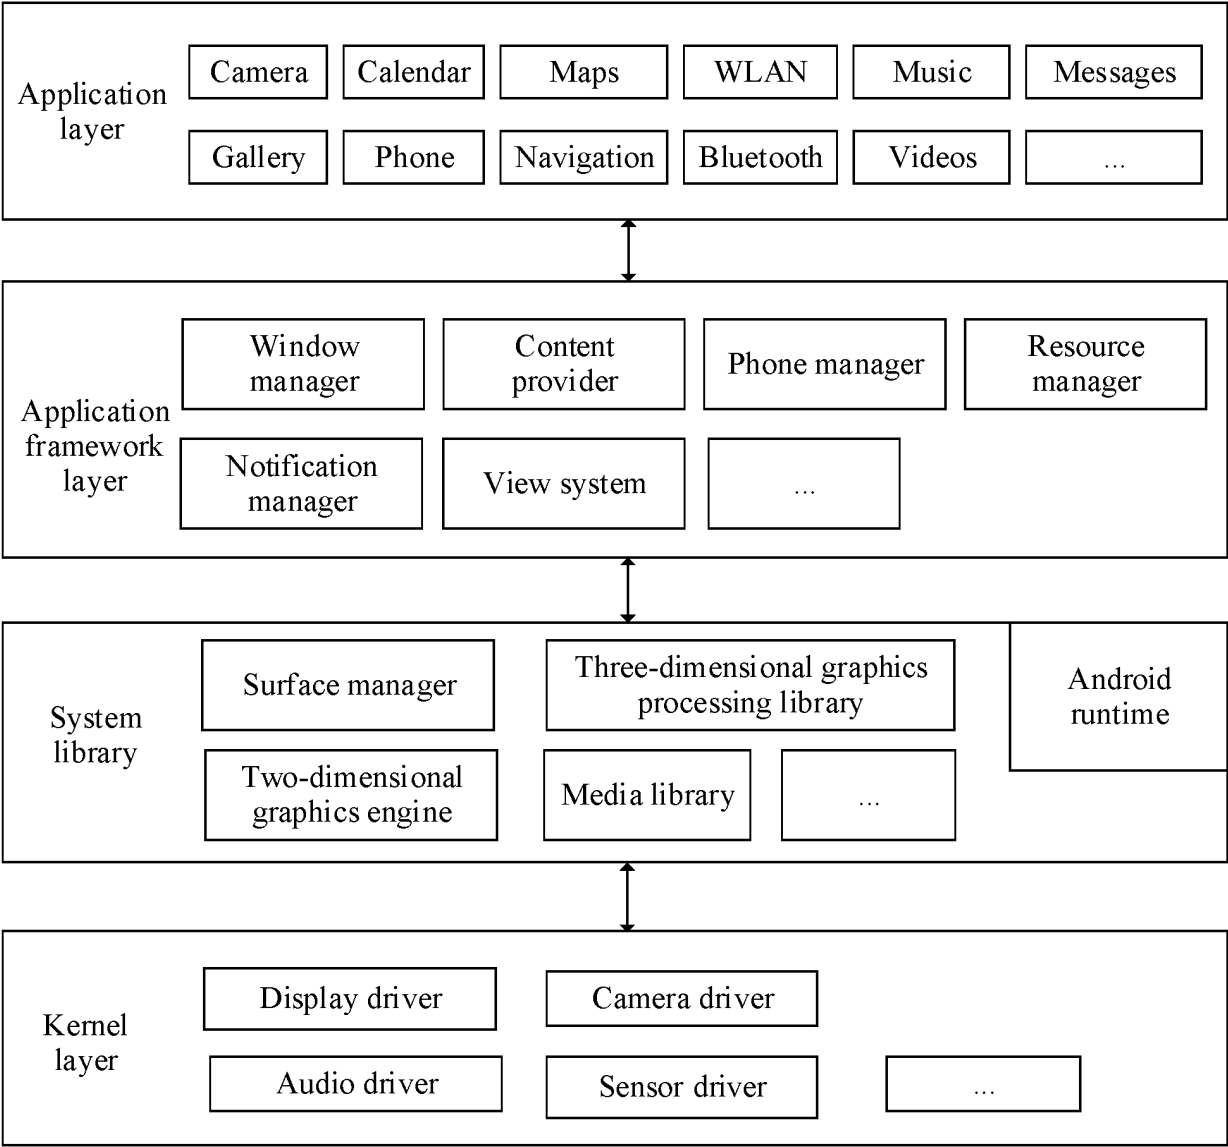 Application
layer
Camera
Calendar
Maps
WLAN
Music
Messages
Gallery
Phone
Navigation
Bluetooth
Videos
...
Application
framework
layer
Window
manager
Content
provider
Phone manager
Resource
manager
Notification
manager
View system
...
System
library
Surface manager
Three-dimensional graphics
processing library
Android
runtime
Two-dimensional
graphics engine
Media library
...
Kernel
layer
Display driver
Camera driver
Audio driver
Sensor driver
...